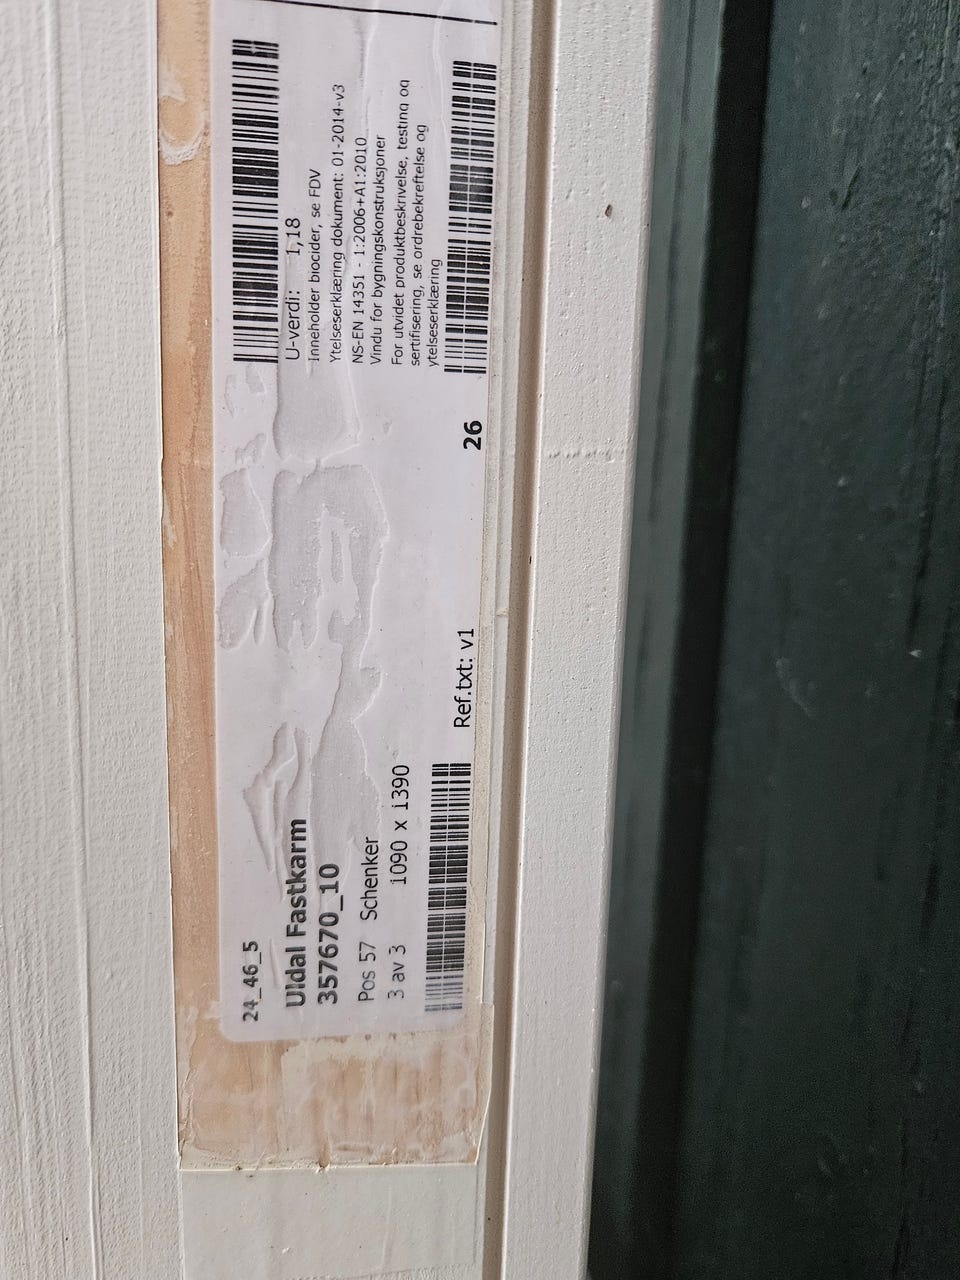 24_46_5
Uldal Fastkarm
357670_10
Pos 57 Schenker
3 av 3 1090 x 1390
Ref.txt: v1
26
U-verdi: 1,18
Inneholder biocider, se FDV
Ytelseserklæring dokument: 01-2014-v3
NS-EN 14351 - 1:2006+A1:2010
Vindu for bygningskonstruksjoner
For utvidet produktbeskrivelse, testing og
sertifisering, se ordrebekreftelse og
ytelseserklæring